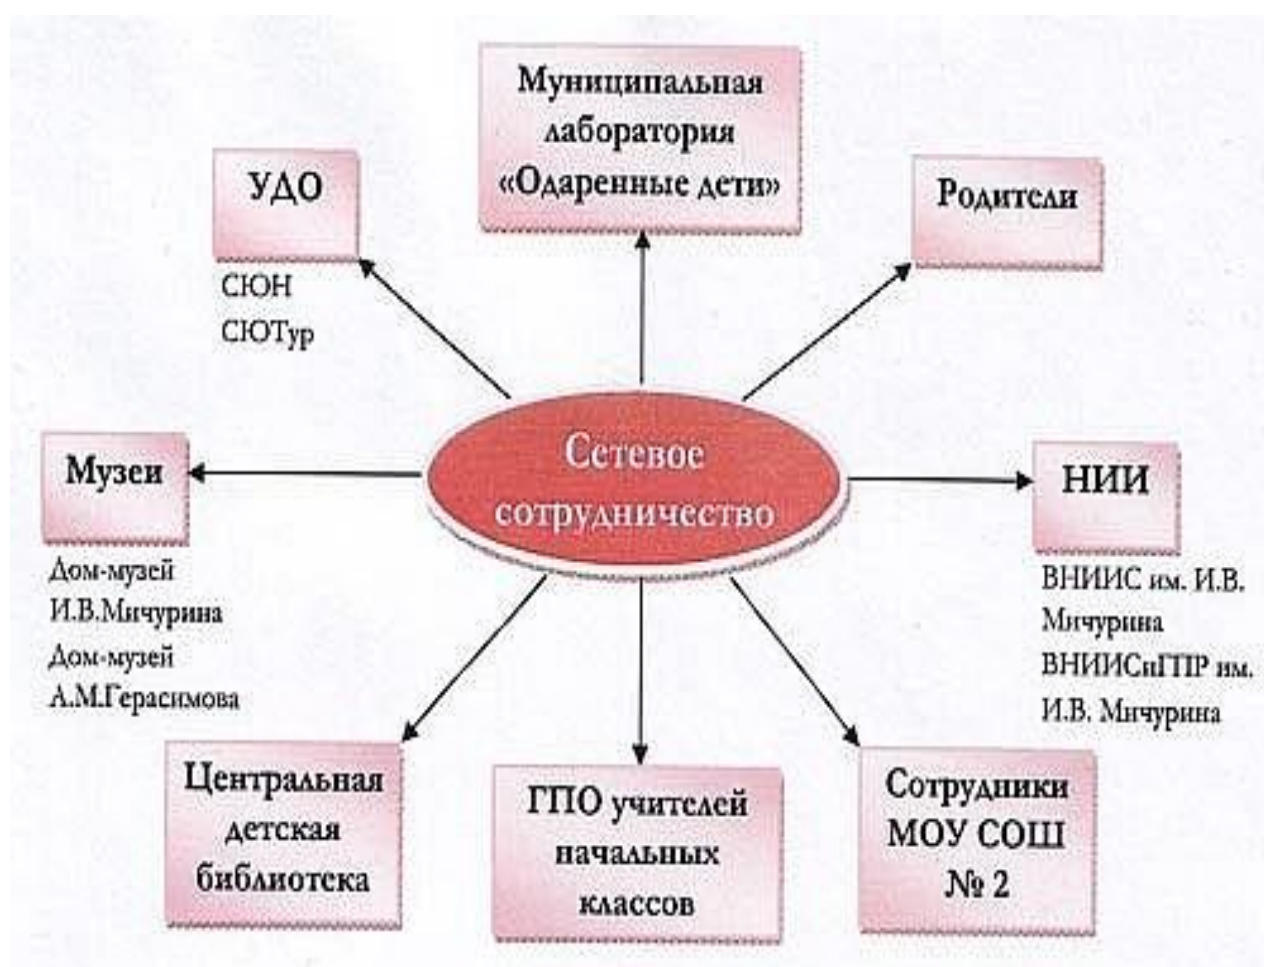 Муниципальная
лаборатория
«Одаренные дети»
УДО
СЮН
СЮТур
Родители
Сетевое
сотрудничество
Музеи
Дом-музей
И.В.Мичурина
Дом-музей
А.М.Герасимова
НИИ
ВНИИС им. И.В.
Мичурина
ВНИИСиГПР им.
И.В. Мичурина
Центральная
детская
библиотека
ГПО учителей
начальных
классов
Сотрудники
МОУ СОШ
№ 2